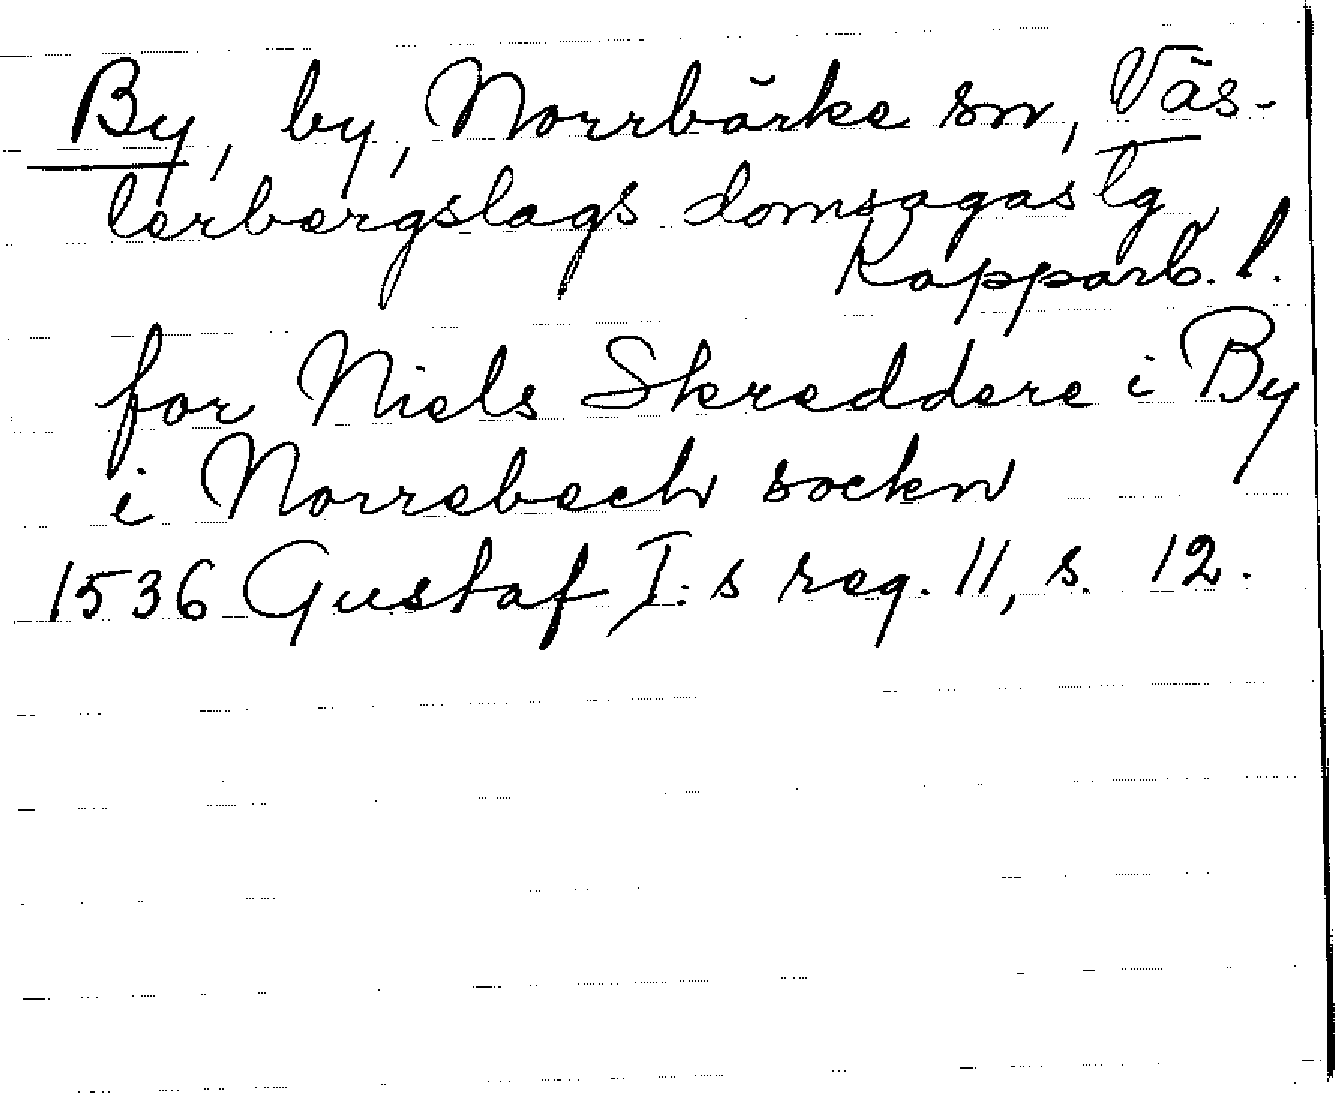 By, by, Norrbärke sn, Väs-
terbergslags domsagas tg
Kopparb. l.
for Niels Skreddere i By
i Norrebech sockn
1536 Gustaf I:s reg. 11, s. 12.